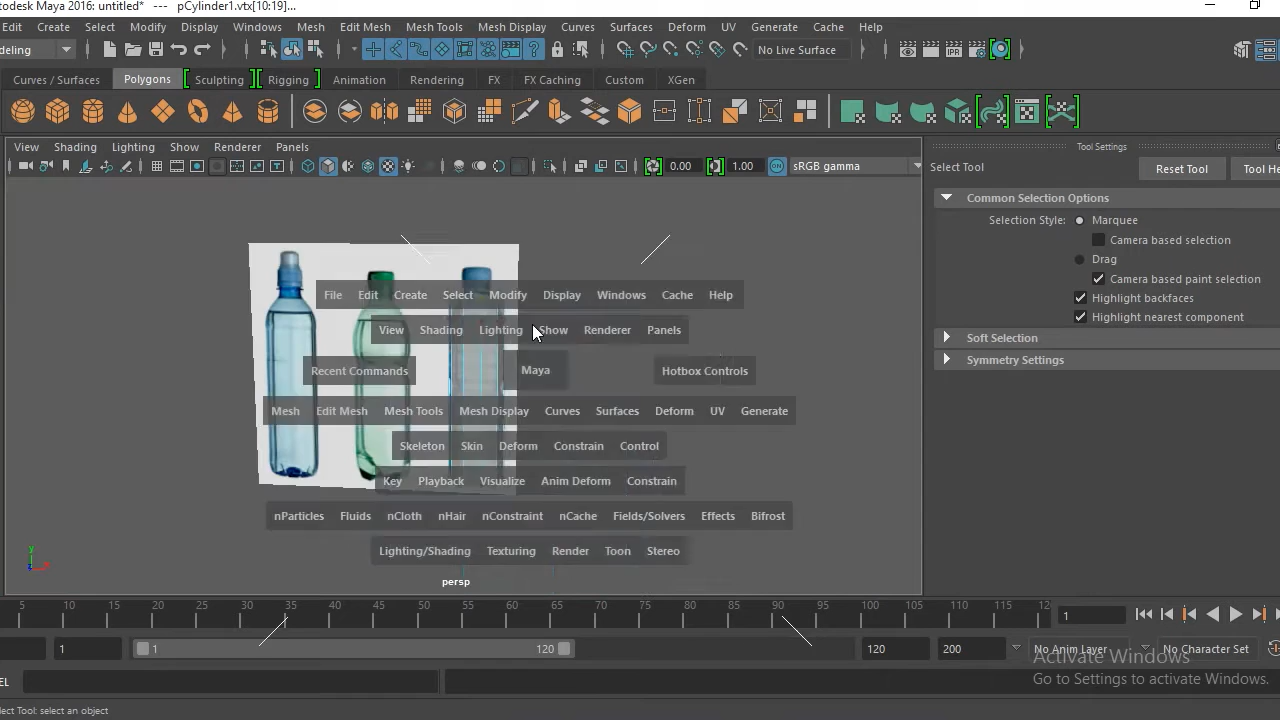 odesk Maya 2016: untitled* --- pCylinder1.vtx[10:19]...
Edit Create Select Modify Display Windows Mesh Edit Mesh Mesh Tools Mesh Display Curves Surfaces Deform UV Generate Cache Help
deling No Live Surface
Curves / Surfaces Polygons Sculpting Rigging Animation Rendering FX FX Caching Custom XGen
View Shading Lighting Show Renderer Panels
0.00 1.00 ON sRGB gamma
Tool Settings
Select Tool Reset Tool Tool He
Common Selection Options
Selection Style: Marquee
Camera based selection
Drag
Camera based paint selection
Highlight backfaces
Highlight nearest component
Soft Selection
Symmetry Settings
File Edit Create Select Modify Display Windows Cache Help
View Shading Lighting Show Renderer Panels
Recent Commands Maya Hotbox Controls
Mesh Edit Mesh Mesh Tools Mesh Display Curves Surfaces Deform UV Generate
Skeleton Skin Deform Constrain Control
Key Playback Visualize Anim Deform Constrain
nParticles Fluids nCloth nHair nConstraint nCache Fields/Solvers Effects Bifrost
Lighting/Shading Texturing Render Toon Stereo
y
persp
5 10 15 20 25 30 35 40 45 50 55 60 65 70 75 80 85 90 95 100 105 110 115 12 1
1 1 120 120 200 No Anim Layer No Character Set
Activate Windows
Go to Settings to activate Windows.
EL
lect Tool: select an object